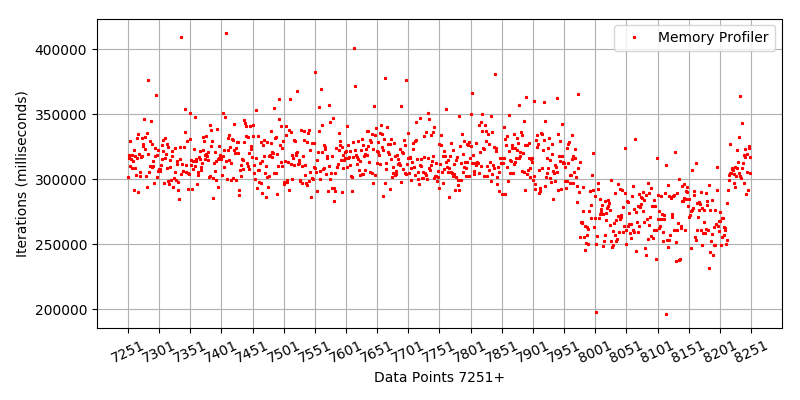 Memory Profiler
400000
350000
300000
250000
200000
Iterations (milliseconds)
7251 7301 7351 7401 7451 7501 7551 7601 7651 7701 7751 7801 7851 7901 7951 8001 8051 8101 8151 8201 8251
Data Points 7251+